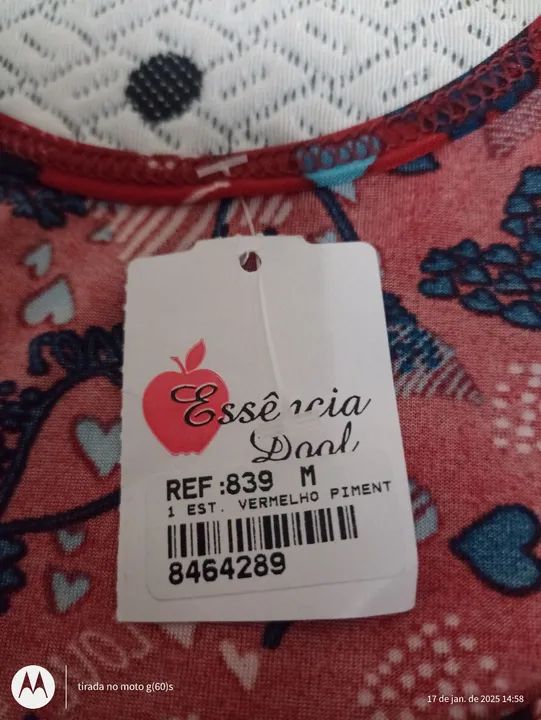 Essência
REF:839 M
1 EST. VERMELHO PIMENT
8464289
tirada no moto g(60)s
17 de jan. de 2025 14:58